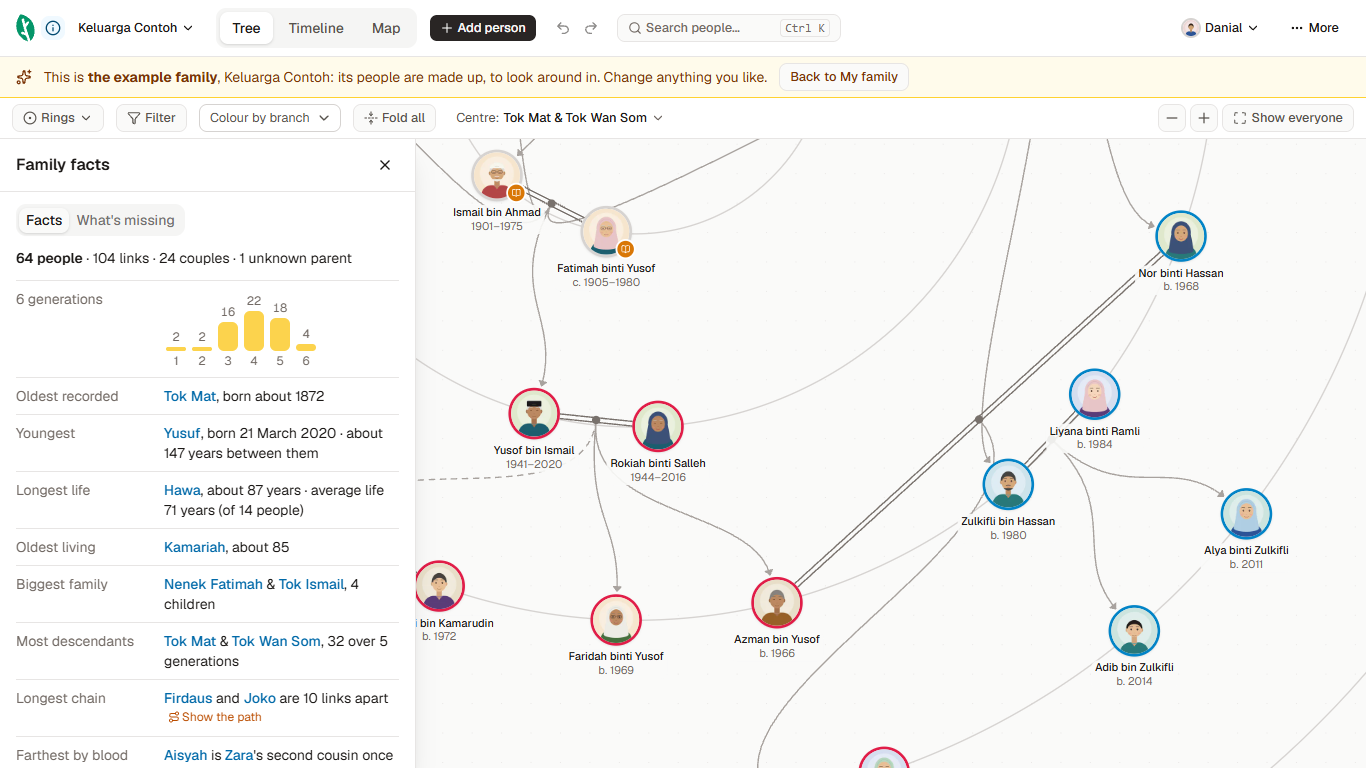 Keluarga Contoh
Tree
Timeline
Map
Add person
Search people...
Ctrl K
Danial
More
This is the example family, Keluarga Contoh: its people are made up, to look around in. Change anything you like.
Back to My family
Rings
Filter
Colour by branch
Fold all
Centre: Tok Mat & Tok Wan Som
Show everyone
Family facts
Facts
What's missing
64 people · 104 links · 24 couples · 1 unknown parent
6 generations
2 2 16 22 18 4
1 2 3 4 5 6
Oldest recorded
Tok Mat, born about 1872
Youngest
Yusuf, born 21 March 2020 · about
147 years between them
Longest life
Hawa, about 87 years · average life
71 years (of 14 people)
Oldest living
Kamariah, about 85
Biggest family
Nenek Fatimah & Tok Ismail, 4
children
Most descendants
Tok Mat & Tok Wan Som, 32 over 5
generations
Longest chain
Firdaus and Joko are 10 links apart
Show the path
Farthest by blood
Aisyah is Zara's second cousin once
Ismail bin Ahmad
1901–1975
Fatimah binti Yusof
c. 1905–1980
Nor binti Hassan
b. 1968
Yusof bin Ismail
1941–2020
Rokiah binti Salleh
1944–2016
Liyana binti Ramli
b. 1984
Zulkifli bin Hassan
b. 1980
Alya binti Zulkifli
b. 2011
i bin Kamarudin
b. 1972
Faridah binti Yusof
b. 1969
Azman bin Yusof
b. 1966
Adib bin Zulkifli
b. 2014